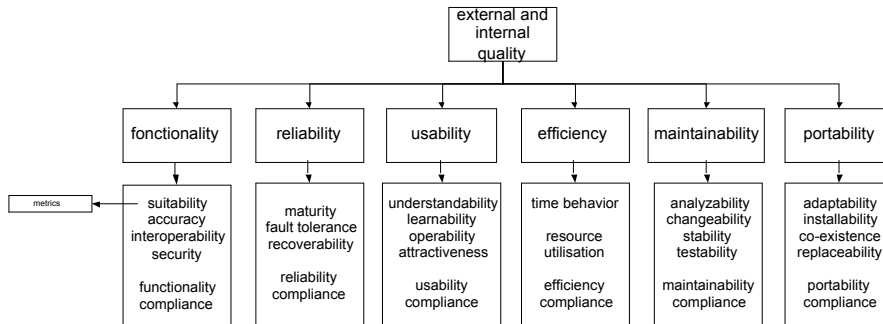 external and
internal
quality
fonctionality
reliability
usability
efficiency
maintainability
portability
metrics
suitability
accuracy
interoperability
security
functionality
compliance
maturity
fault tolerance
recoverability
reliability
compliance
understandability
learnability
operability
attractiveness
usability
compliance
time behavior
resource
utilisation
efficiency
compliance
analyzability
changeability
stability
testability
maintainability
compliance
adaptability
installability
co-existence
replaceability
portability
compliance